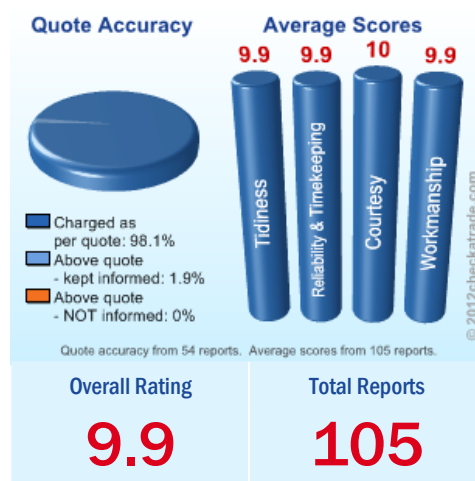 Quote Accuracy
Charged as
per quote: 98.1%
Above quote
- kept informed: 1.9%
Above quote
- NOT informed: 0%
Average Scores
9.9 9.9 10 9.9
Tidiness
Reliability & Timekeeping
Courtesy
Workmanship
© 2012checkatrade.com
Quote accuracy from 54 reports. Average scores from 105 reports.
Overall Rating
9.9
Total Reports
105